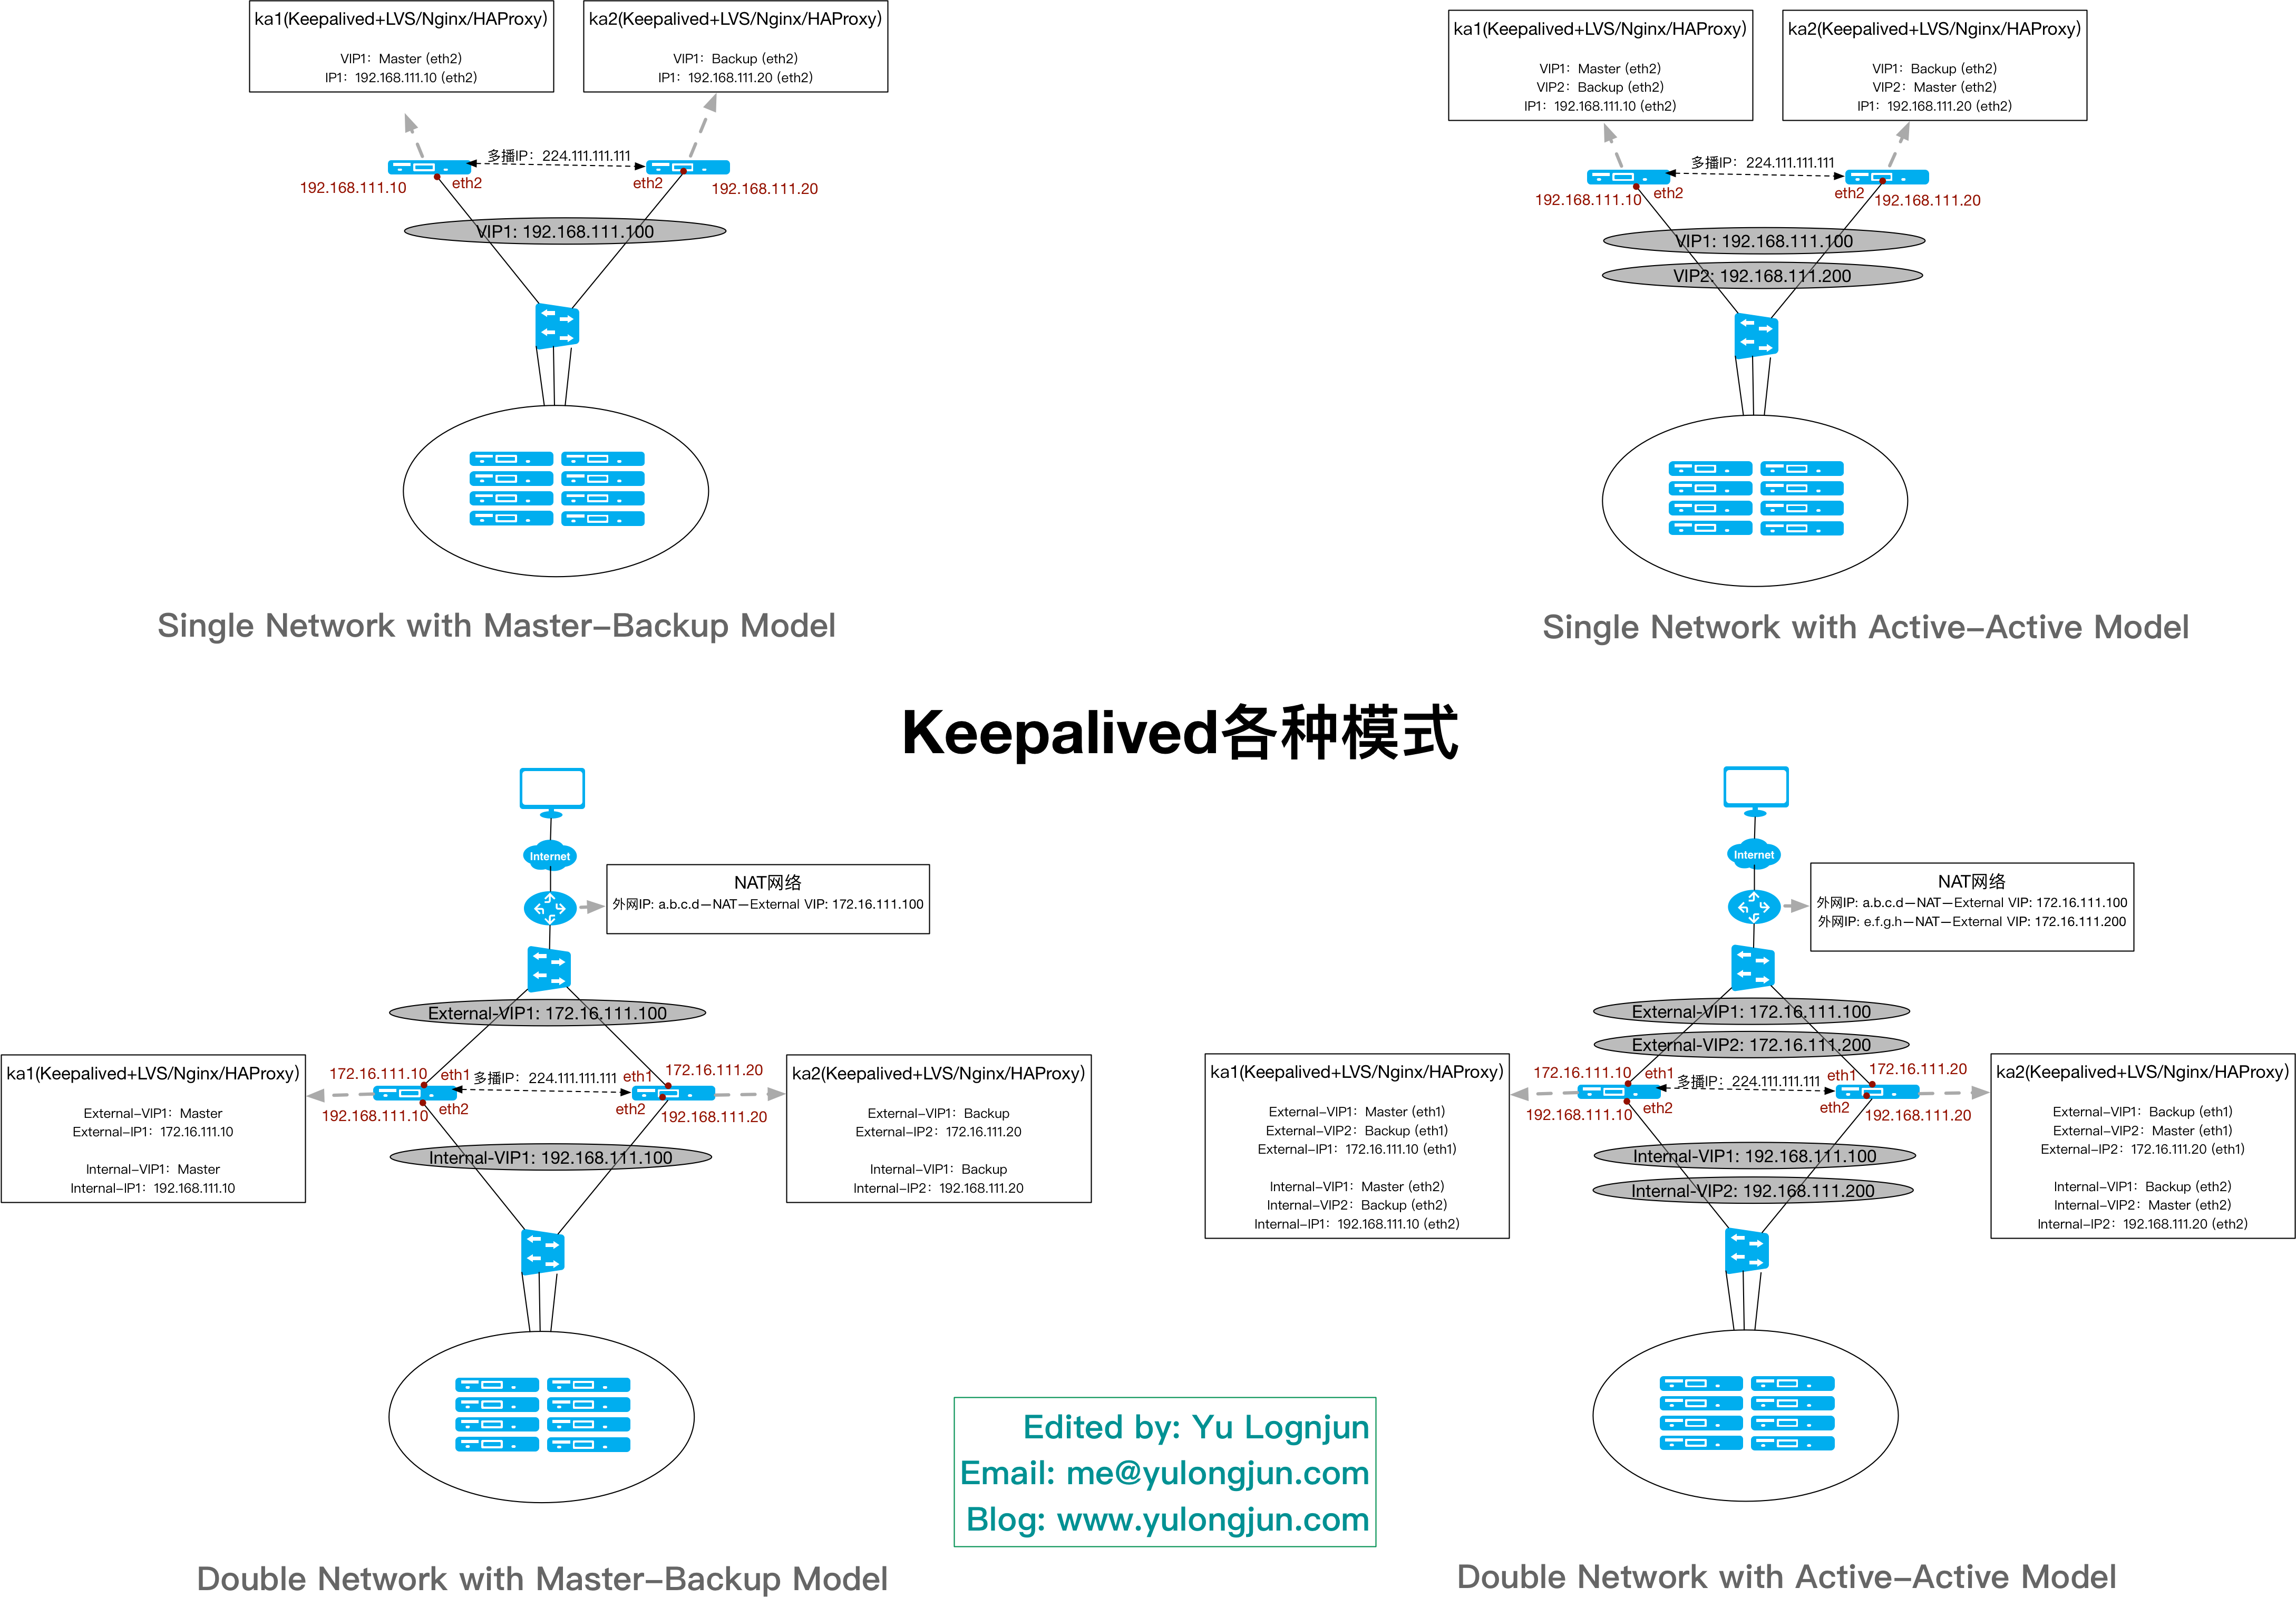 ka1(Keepalived+LVS/Nginx/HAProxy)
VIP1: Master (eth2)
IP1: 192.168.111.10 (eth2)
ka2(Keepalived+LVS/Nginx/HAProxy)
VIP1: Backup (eth2)
IP1: 192.168.111.20 (eth2)
多播IP: 224.111.111.111
192.168.111.10
eth2
eth2
192.168.111.20
VIP1: 192.168.111.100
Single Network with Master–Backup Model
ka1(Keepalived+LVS/Nginx/HAProxy)
VIP1: Master (eth2)
VIP2: Backup (eth2)
IP1: 192.168.111.10 (eth2)
ka2(Keepalived+LVS/Nginx/HAProxy)
VIP1: Backup (eth2)
VIP2: Master (eth2)
IP1: 192.168.111.20 (eth2)
多播IP: 224.111.111.111
192.168.111.10
eth2
eth2
192.168.111.20
VIP1: 192.168.111.100
VIP2: 192.168.111.200
Single Network with Active–Active Model
Keepalived各种模式
Internet
NAT网络
外网IP: a.b.c.d—NAT—External VIP: 172.16.111.100
External-VIP1: 172.16.111.100
ka1(Keepalived+LVS/Nginx/HAProxy)
External–VIP1: Master
External–IP1: 172.16.111.10
Internal–VIP1: Master
Internal–IP1: 192.168.111.10
172.16.111.10
eth1
多播IP: 224.111.111.111
eth1
172.16.111.20
192.168.111.10
eth2
eth2
192.168.111.20
ka2(Keepalived+LVS/Nginx/HAProxy)
External–VIP1: Backup
External–IP2: 172.16.111.20
Internal–VIP1: Backup
Internal–IP2: 192.168.111.20
Internal-VIP1: 192.168.111.100
Double Network with Master–Backup Model
Internet
NAT网络
外网IP: a.b.c.d—NAT—External VIP: 172.16.111.100
外网IP: e.f.g.h—NAT—External VIP: 172.16.111.200
External-VIP1: 172.16.111.100
External-VIP2: 172.16.111.200
ka1(Keepalived+LVS/Nginx/HAProxy)
External–VIP1: Master (eth1)
External–VIP2: Backup (eth1)
External–IP1: 172.16.111.10 (eth1)
Internal–VIP1: Master (eth2)
Internal–VIP2: Backup (eth2)
Internal–IP1: 192.168.111.10 (eth2)
172.16.111.10
eth1
多播IP: 224.111.111.111
eth1
172.16.111.20
192.168.111.10
eth2
eth2
192.168.111.20
ka2(Keepalived+LVS/Nginx/HAProxy)
External–VIP1: Backup (eth1)
External–VIP2: Master (eth1)
External–IP2: 172.16.111.20 (eth1)
Internal–VIP1: Backup (eth2)
Internal–VIP2: Master (eth2)
Internal–IP2: 192.168.111.20 (eth2)
Internal-VIP1: 192.168.111.100
Internal-VIP2: 192.168.111.200
Double Network with Active–Active Model
Edited by: Yu Lognjun
Email: me@yulongjun.com
Blog: www.yulongjun.com